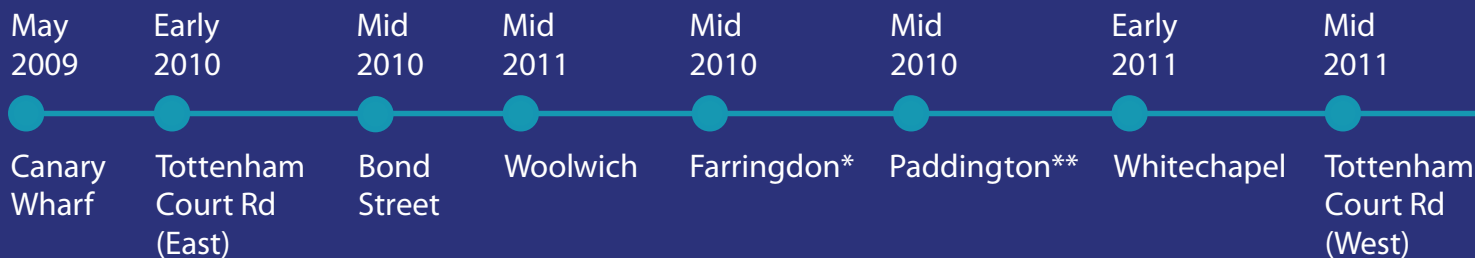 May
2009
Early
2010
Mid
2010
Mid
2011
Mid
2010
Mid
2010
Early
2011
Mid
2011
Canary
Wharf
Tottenham
Court Rd
(East)
Bond
Street
Woolwich
Farringdon*
Paddington**
Whitechapel
Tottenham
Court Rd
(West)